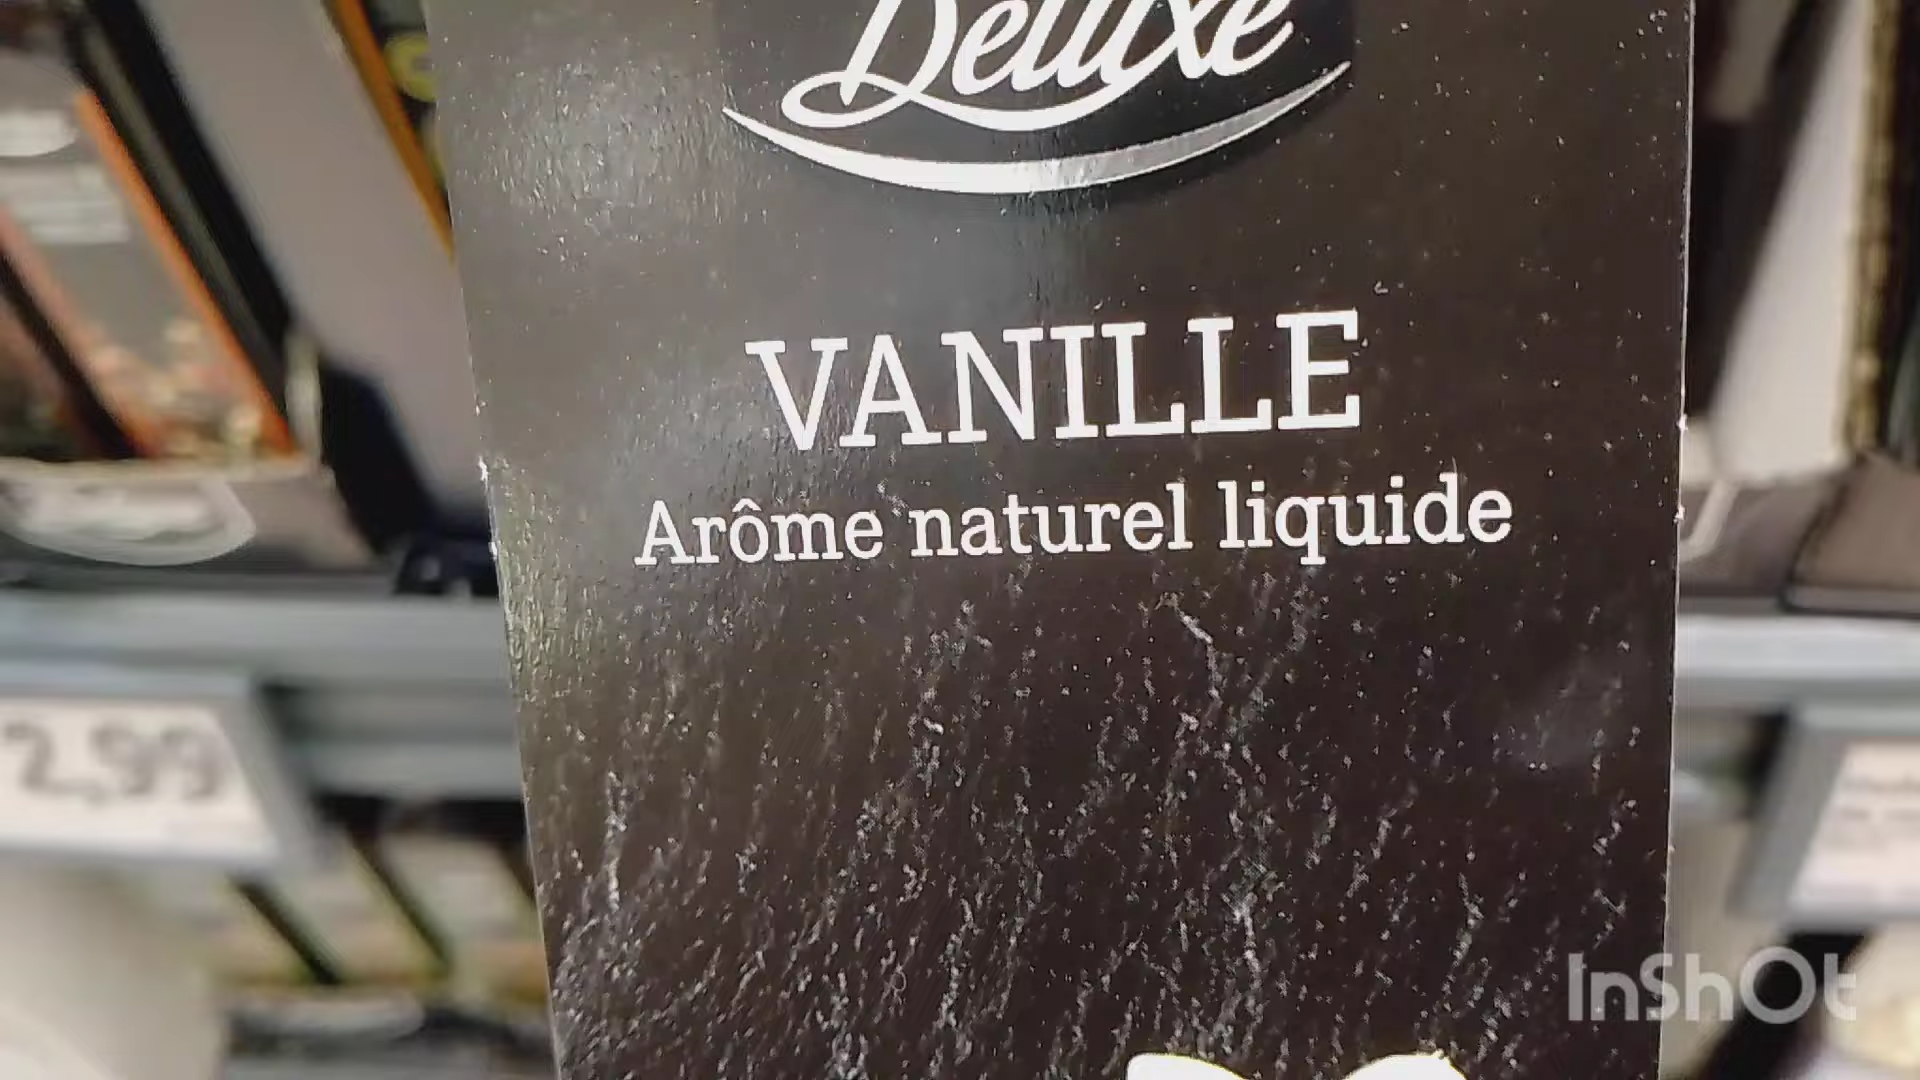 Deluxe
VANILLE
Arôme naturel liquide
2,99
InShOt